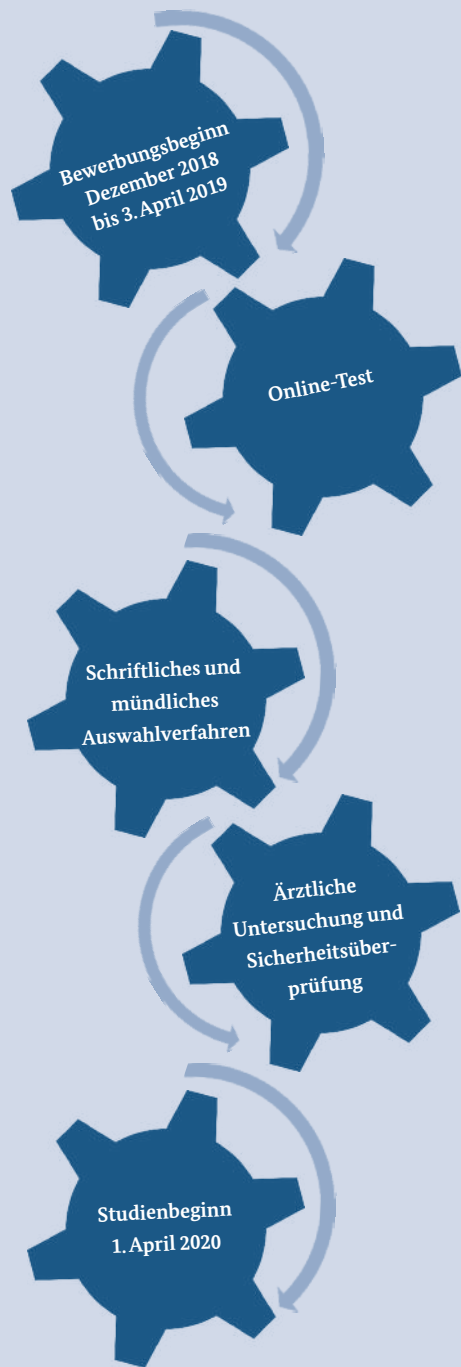 Bewerbungsbeginn
Dezember 2018
bis 3. April 2019
Online-Test
Schriftliches und
mündliches
Auswahlverfahren
Ärztliche
Untersuchung und
Sicherheitsüber-
prüfung
Studienbeginn
1. April 2020